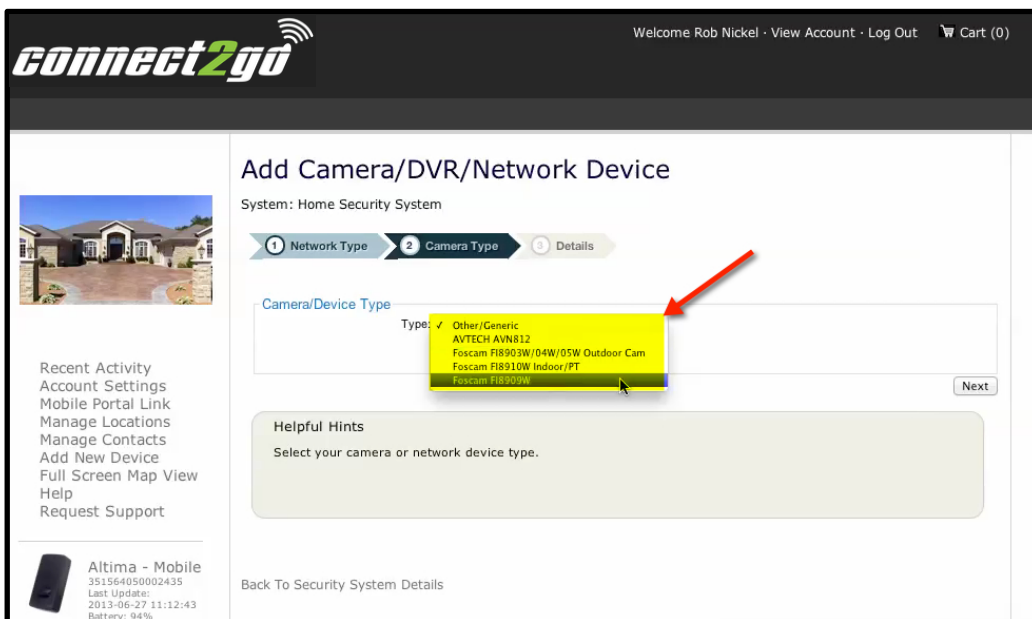 connect2go
Welcome Rob Nickel · View Account · Log Out Cart (0)
Add Camera/DVR/Network Device
System: Home Security System
1 Network Type 2 Camera Type 3 Details
Camera/Device Type
Type: ✓ Other/Generic
AVTECH AVN812
Foscam FI8903W/04W/05W Outdoor Cam
Foscam FI8910W Indoor/PT
Foscam FI8909W
Next
Helpful Hints
Select your camera or network device type.
Back To Security System Details
Recent Activity
Account Settings
Mobile Portal Link
Manage Locations
Manage Contacts
Add New Device
Full Screen Map View
Help
Request Support
Altima - Mobile
351564050002435
Last Update:
2013-06-27 11:12:43
Battery: 94%